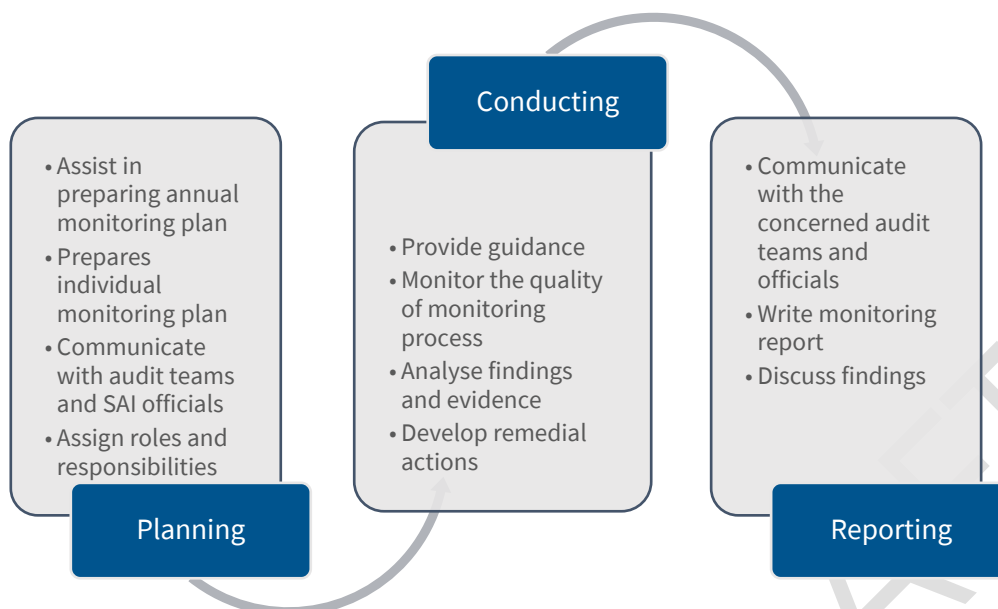 • Assist in
preparing annual
monitoring plan
• Prepares
individual
monitoring plan
• Communicate
with audit teams
and SAI officials
• Assign roles and
responsibilities
Planning
Conducting
• Provide guidance
• Monitor the quality
of monitoring
process
• Analyse findings
and evidence
• Develop remedial
actions
• Communicate
with the
concerned audit
teams and
officials
• Write monitoring
report
• Discuss findings
Reporting